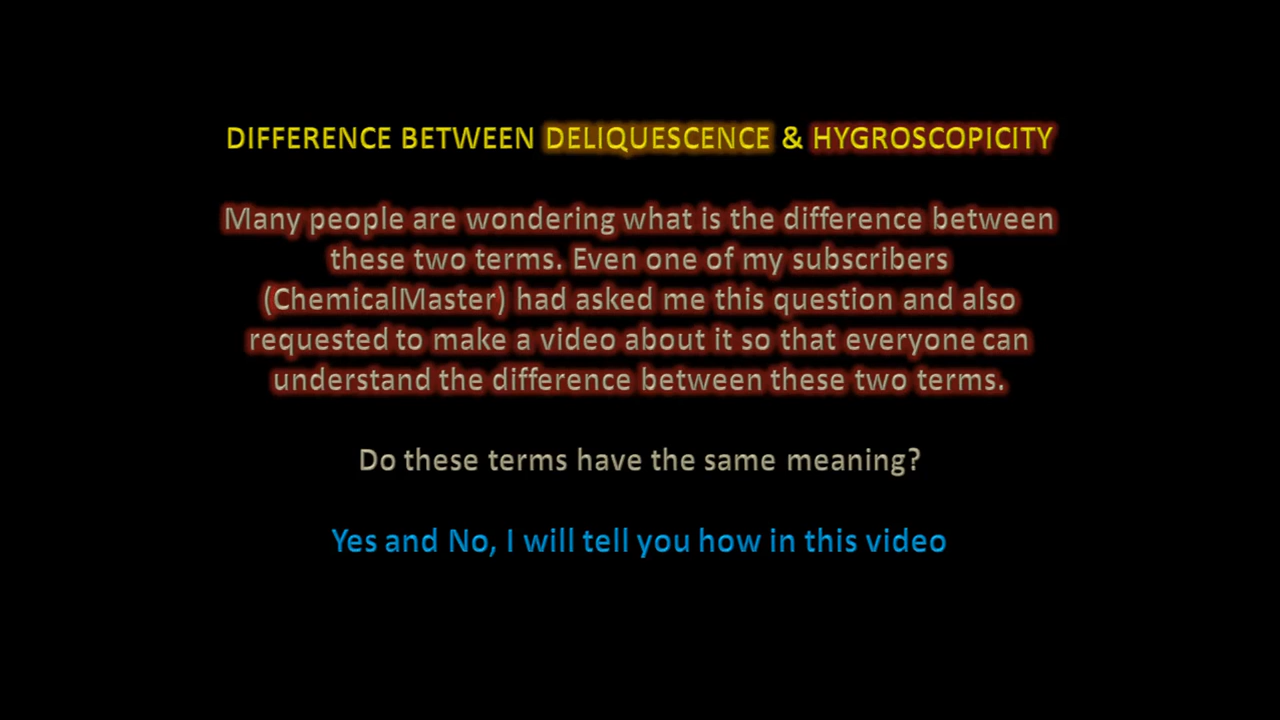 DIFFERENCE BETWEEN DELIQUESCENCE & HYGROSCOPICITY
Many people are wondering what is the difference between
these two terms. Even one of my subscribers
(ChemicalMaster) had asked me this question and also
requested to make a video about it so that everyone can
understand the difference between these two terms.
Do these terms have the same meaning?
Yes and No, I will tell you how in this video